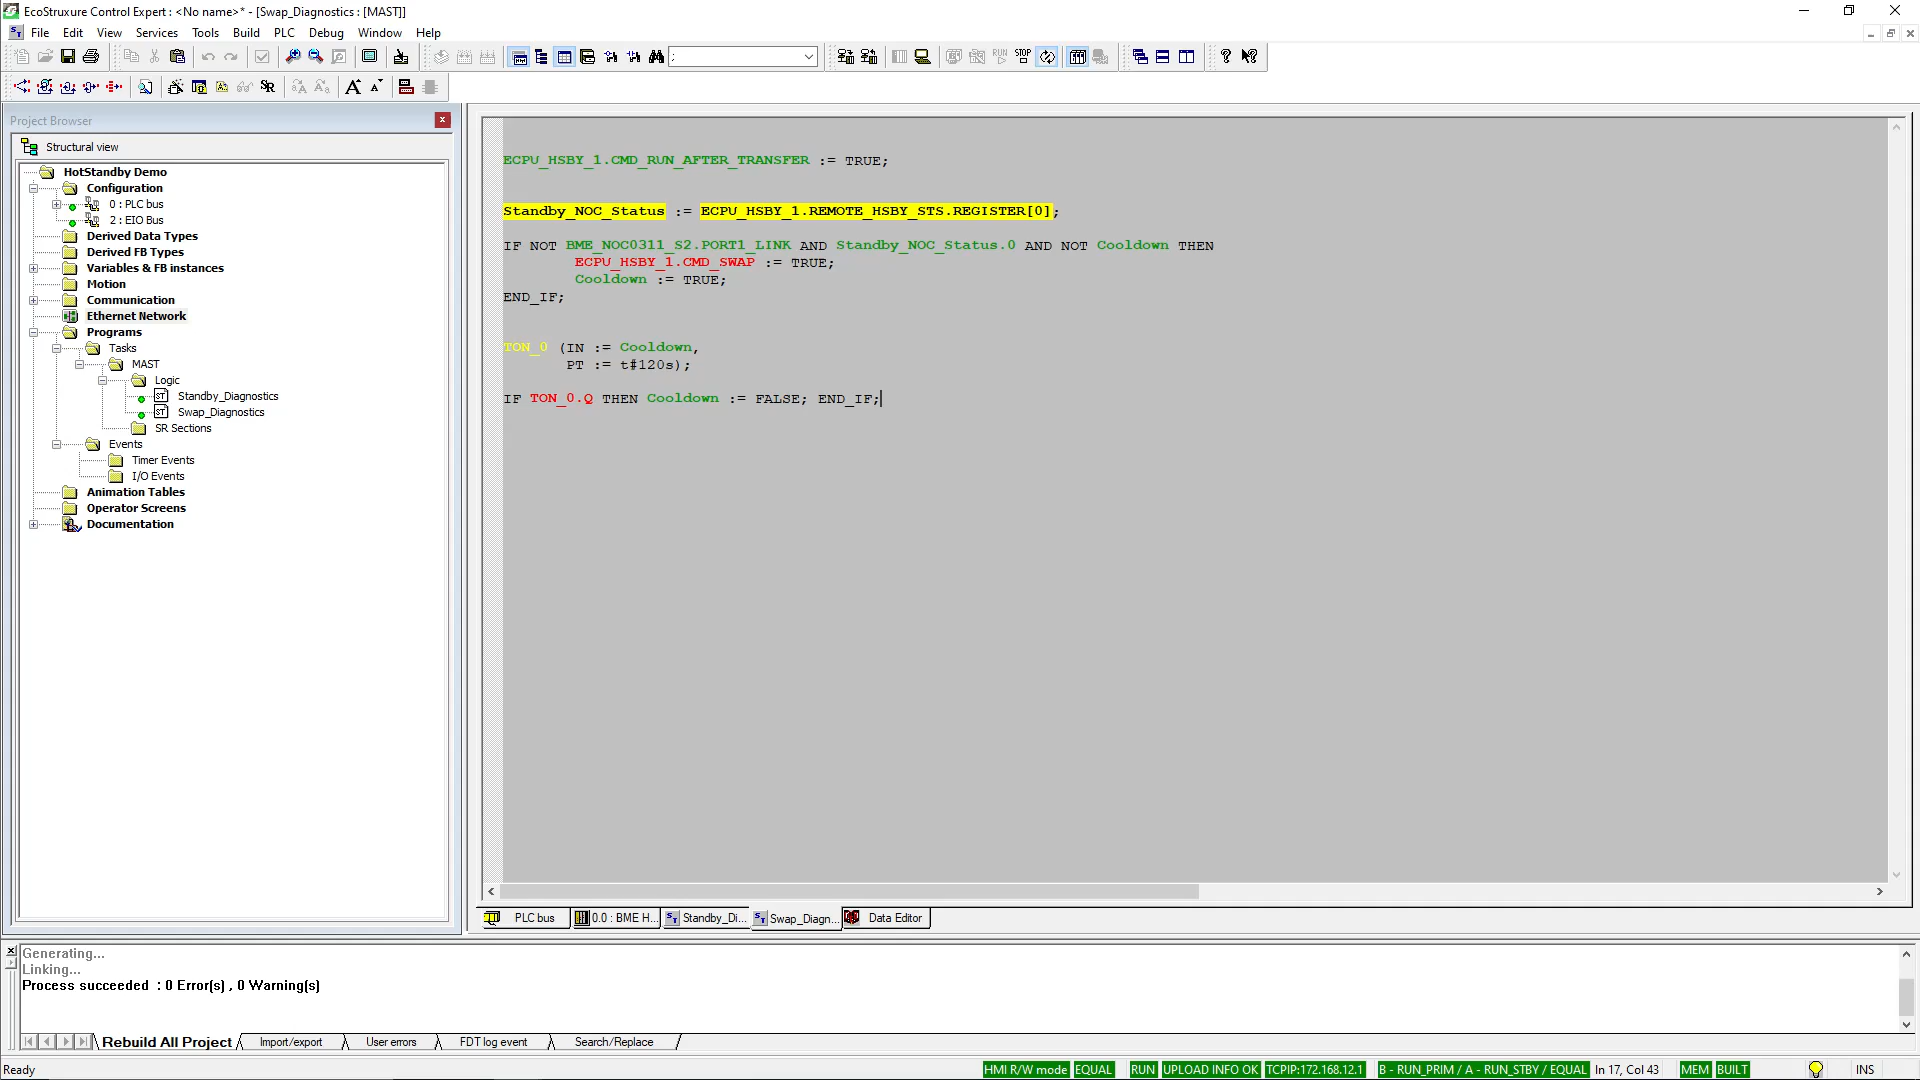 EcoStruxure Control Expert : <No name>* - [Swap_Diagnostics : [MAST]]
File Edit View Services Tools Build PLC Debug Window Help
;
STOP
SR
Project Browser
Structural view
HotStandby Demo
Configuration
0 : PLC bus
2 : EIO Bus
Derived Data Types
Derived FB Types
Variables & FB instances
Motion
Communication
Ethernet Network
Programs
Tasks
MAST
Logic
Standby_Diagnostics
Swap_Diagnostics
SR Sections
Events
Timer Events
I/O Events
Animation Tables
Operator Screens
Documentation
ECPU_HSBY_1.CMD_RUN_AFTER_TRANSFER := TRUE;
Standby_NOC_Status := ECPU_HSBY_1.REMOTE_HSBY_STS.REGISTER[0];
IF NOT BME_NOC0311_S2.PORT1_LINK AND Standby_NOC_Status.0 AND NOT Cooldown THEN
ECPU_HSBY_1.CMD_SWAP := TRUE;
Cooldown := TRUE;
END_IF;
TON_0 (IN := Cooldown,
PT := t#120s);
IF TON_0.Q THEN Cooldown := FALSE; END_IF;
PLC bus 0.0 : BME H... Standby_Di... Swap_Diagn... Data Editor
Generating...
Linking...
Process succeeded : 0 Error(s) , 0 Warning(s)
Rebuild All Project Import/export User errors FDT log event Search/Replace
Ready HMI R/W mode EQUAL RUN UPLOAD INFO OK TCPIP:172.168.12.1 B - RUN_PRIM / A - RUN_STBY / EQUAL ln 17, Col 43 MEM BUILT INS